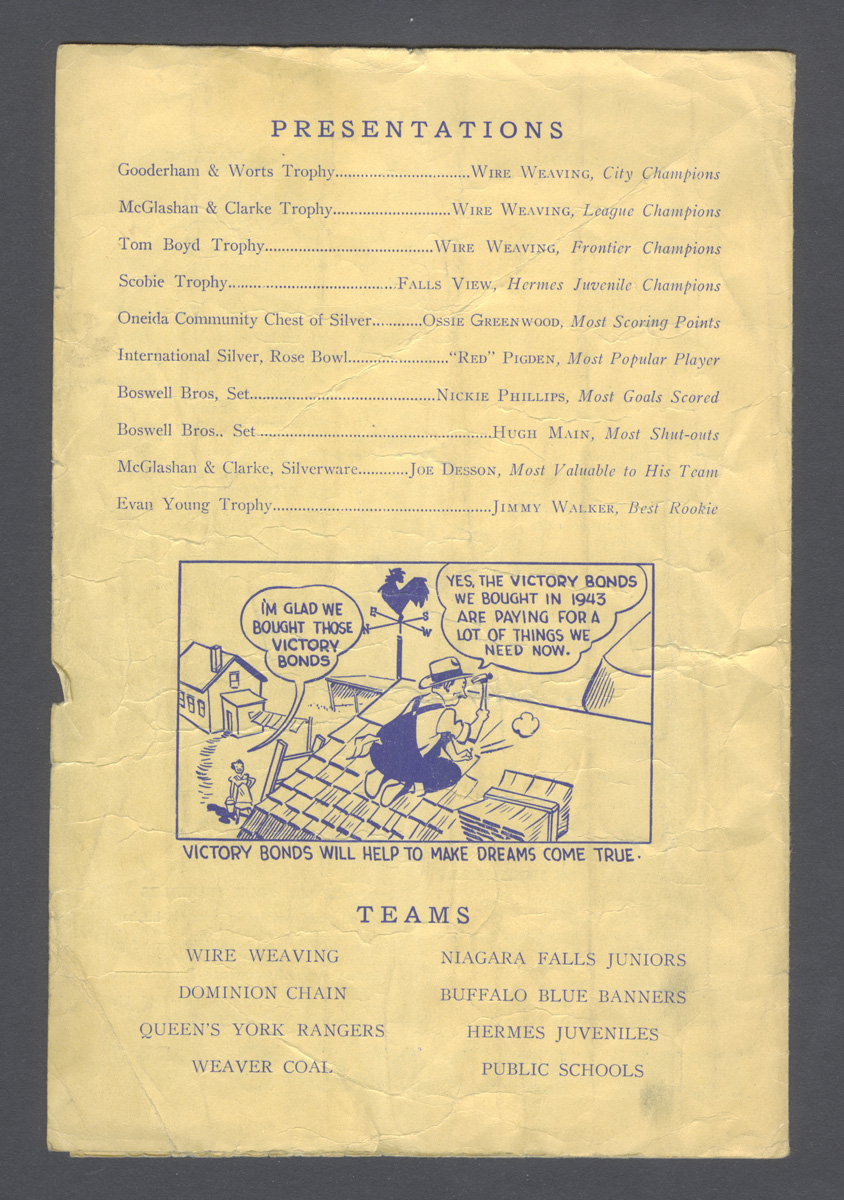 PRESENTATIONS
Gooderham & Worts Trophy..............................WIRE WEAVING, City Champions
McGlashan & Clarke Trophy..........................WIRE WEAVING, League Champions
Tom Boyd Trophy.....................................WIRE WEAVING, Frontier Champions
Scobie Trophy.....................................FALLS VIEW, Hermes Juvenile Champions
Oneida Community Chest of Silver...........OSSIE GREENWOOD, Most Scoring Points
International Silver, Rose Bowl......................"RED" PIGDEN, Most Popular Player
Boswell Bros, Set.........................................NICKIE PHILLIPS, Most Goals Scored
Boswell Bros.. Set...................................................HUGH MAIN, Most Shut-outs
McGlashan & Clarke, Silverware...........JOE DESSON, Most Valuable to His Team
Evan Young Trophy................................................JIMMY WALKER, Best Rookie
I'M GLAD WE
BOUGHT THOSE
VICTORY
BONDS
E
S
N
W
YES, THE VICTORY BONDS
WE BOUGHT IN 1943
ARE PAYING FOR A
LOT OF THINGS WE
NEED NOW.
VICTORY BONDS WILL HELP TO MAKE DREAMS COME TRUE.
TEAMS
WIRE WEAVING
DOMINION CHAIN
QUEEN'S YORK RANGERS
WEAVER COAL
NIAGARA FALLS JUNIORS
BUFFALO BLUE BANNERS
HERMES JUVENILES
PUBLIC SCHOOLS